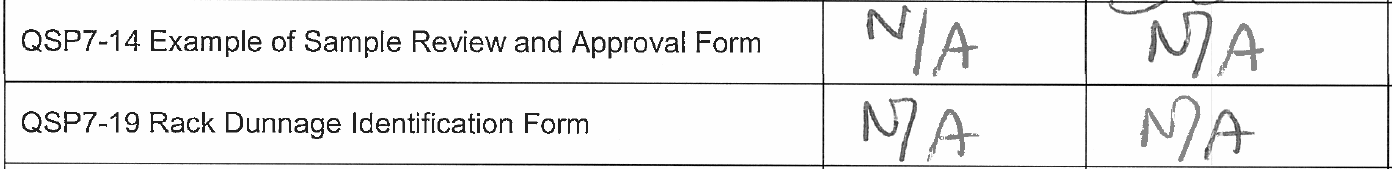 QSP7-14 Example of Sample Review and Approval Form N/A N/A
QSP7-19 Rack Dunnage Identification Form N/A N/A